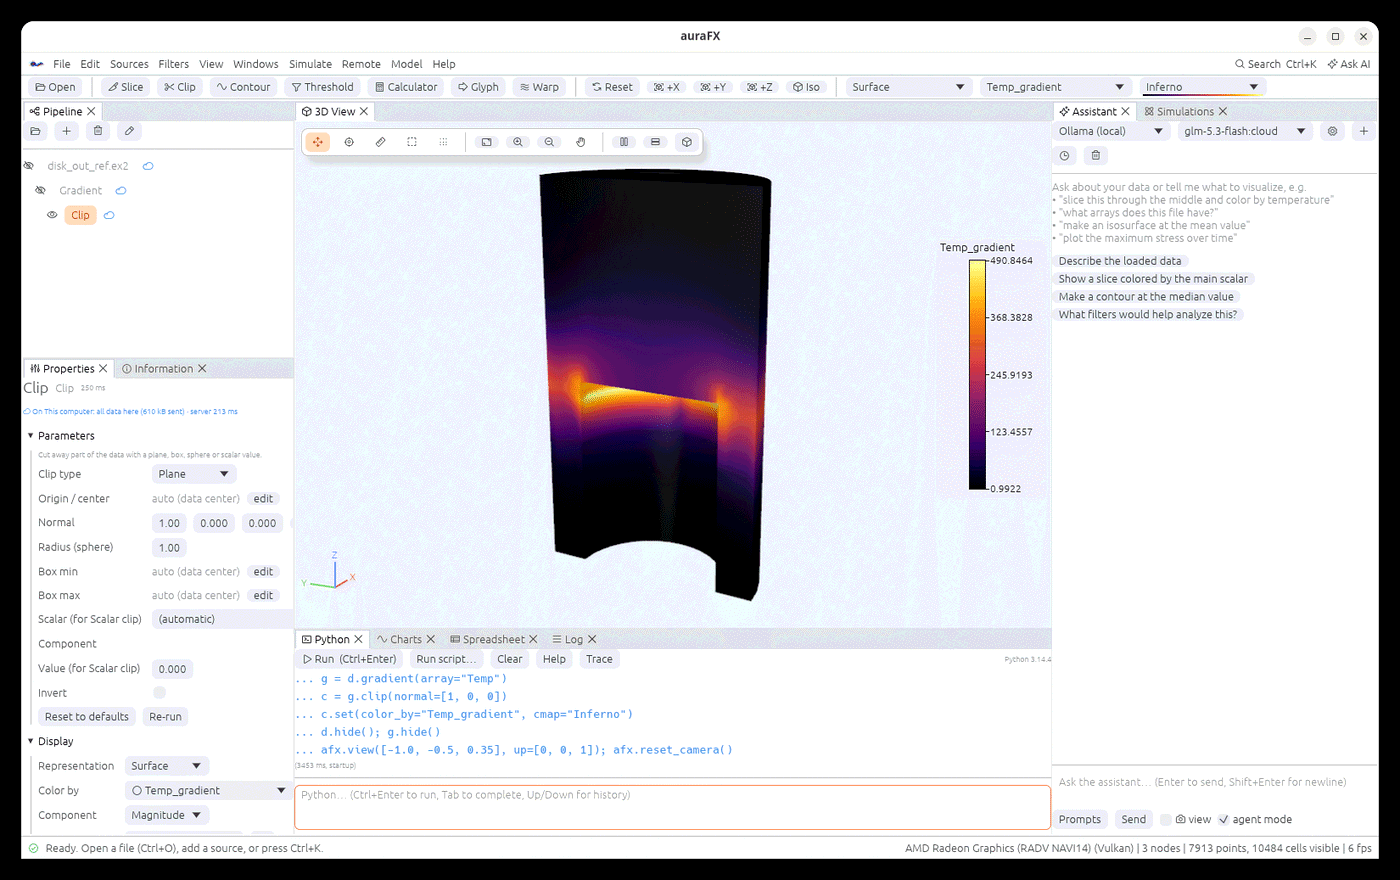 auraFX
File Edit Sources Filters View Windows Simulate Remote Model Help
Search Ctrl+K Ask AI
Open Slice Clip Contour Threshold Calculator Glyph Warp Reset +X +Y +Z Iso Surface Temp_gradient Inferno
Pipeline
disk_out_ref.ex2
Gradient
Clip
Properties Information
Clip Clip 250 ms
On This computer: all data here (610 kB sent) · server 213 ms
Parameters
Cut away part of the data with a plane, box, sphere or scalar value.
Clip type Plane
Origin / center auto (data center) edit
Normal 1.00 0.000 0.000
Radius (sphere) 1.00
Box min auto (data center) edit
Box max auto (data center) edit
Scalar (for Scalar clip) (automatic)
Component
Value (for Scalar clip) 0.000
Invert
Reset to defaults Re-run
Display
Representation Surface
Color by Temp_gradient
Component Magnitude
3D View
Temp_gradient
490.8464
368.3828
245.9193
123.4557
0.9922
Z
Y X
Python Charts Spreadsheet Log
Run (Ctrl+Enter) Run script... Clear Help Trace Python 3.14.4
... g = d.gradient(array="Temp")
... c = g.clip(normal=[1, 0, 0])
... c.set(color_by="Temp_gradient", cmap="Inferno")
... d.hide(); g.hide()
... afx.view([-1.0, -0.5, 0.35], up=[0, 0, 1]); afx.reset_camera()
(3453 ms, startup)
Python... (Ctrl+Enter to run, Tab to complete, Up/Down for history)
Assistant Simulations
Ollama (local) glm-5.3-flash:cloud
Ask about your data or tell me what to visualize, e.g.
• "slice this through the middle and color by temperature"
• "what arrays does this file have?"
• "make an isosurface at the mean value"
• "plot the maximum stress over time"
Describe the loaded data
Show a slice colored by the main scalar
Make a contour at the median value
What filters would help analyze this?
Ask the assistant... (Enter to send, Shift+Enter for newline)
Prompts Send view agent mode
Ready. Open a file (Ctrl+O), add a source, or press Ctrl+K.
AMD Radeon Graphics (RADV NAVI14) (Vulkan) | 3 nodes | 7913 points, 10484 cells visible | 6 fps